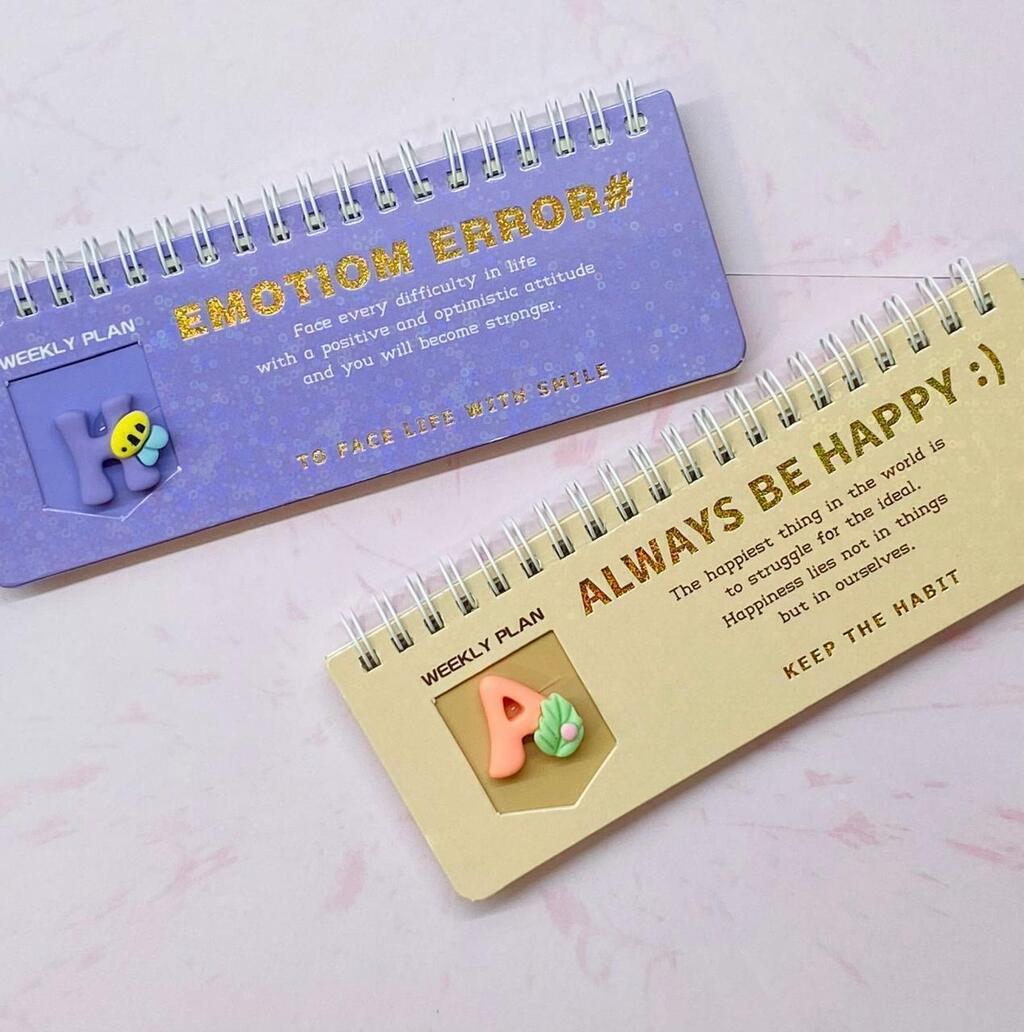 WEEKLY PLAN
EMOTIOM ERROR#
Face every difficulty in life
with a positive and optimistic attitude
and you will become stronger.
TO FACE LIFE WITH SMILE
H
WEEKLY PLAN
ALWAYS BE HAPPY :)
The happiest thing in the world is
to struggle for the ideal.
Happiness lies not in things
but in ourselves.
KEEP THE HABIT
A